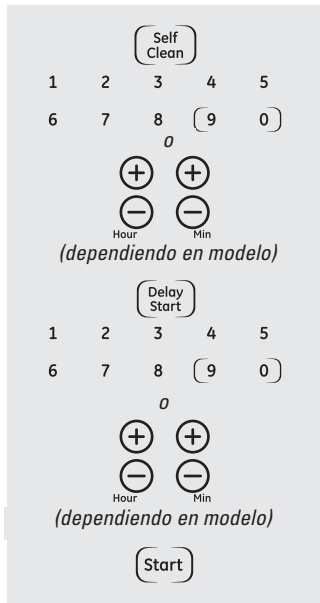 Self
Clean
1 2 3 4 5
6 7 8 9 0
o
+ +
− −
Hour Min
(dependiendo en modelo)
Delay
Start
1 2 3 4 5
6 7 8 9 0
o
+ +
− −
Hour Min
(dependiendo en modelo)
Start